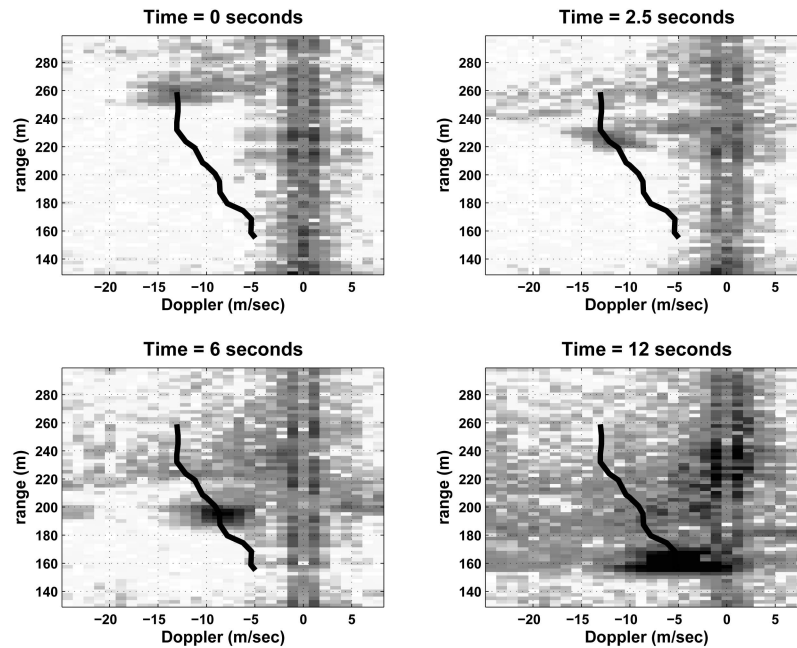 Time = 0 seconds
280
260
240
220
200
180
160
140
range (m)
−20 −15 −10 −5 0 5
Doppler (m/sec)
Time = 2.5 seconds
280
260
240
220
200
180
160
140
range (m)
−20 −15 −10 −5 0 5
Doppler (m/sec)
Time = 6 seconds
280
260
240
220
200
180
160
140
range (m)
−20 −15 −10 −5 0 5
Doppler (m/sec)
Time = 12 seconds
280
260
240
220
200
180
160
140
range (m)
−20 −15 −10 −5 0 5
Doppler (m/sec)